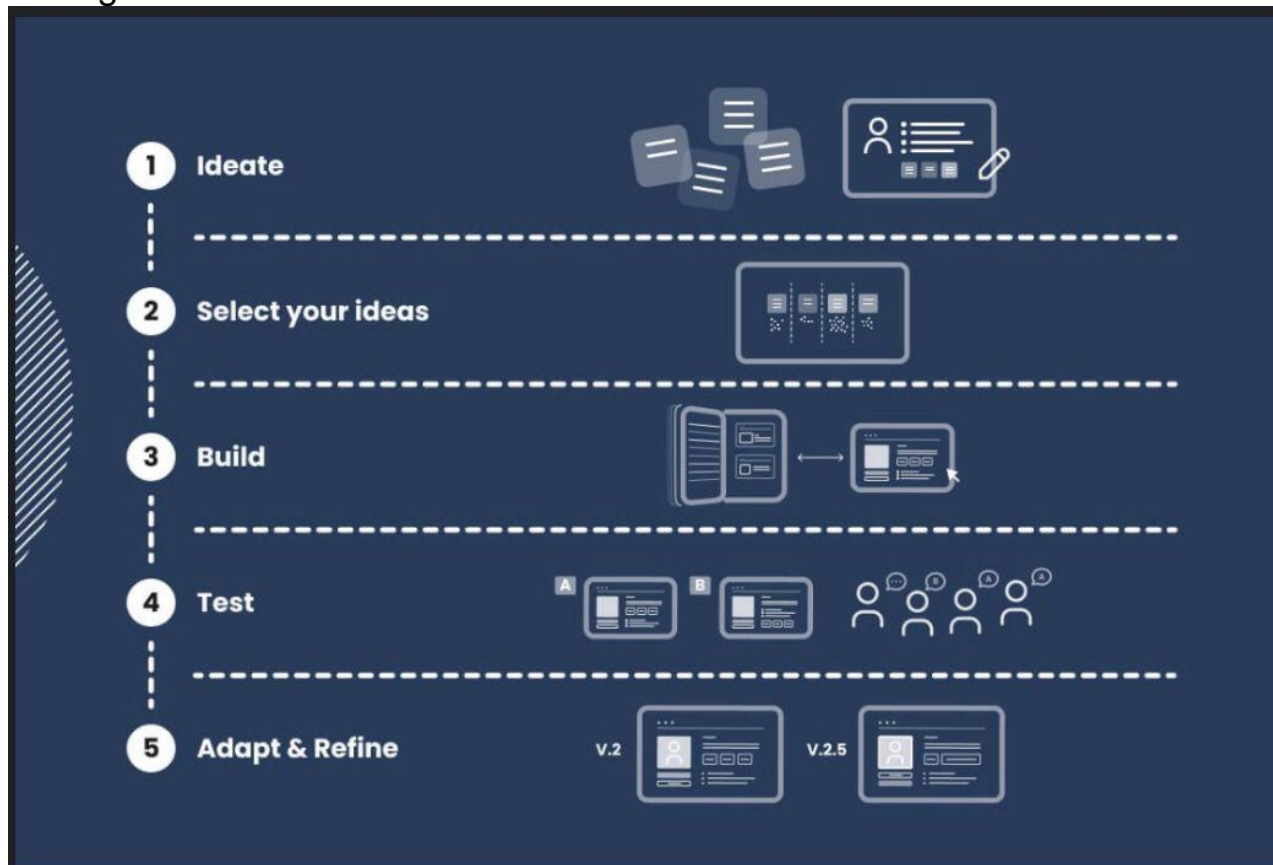 1 Ideate
2 Select your ideas
3 Build
A B B A A
4 Test
5 Adapt & Refine
V.2 V.2.5